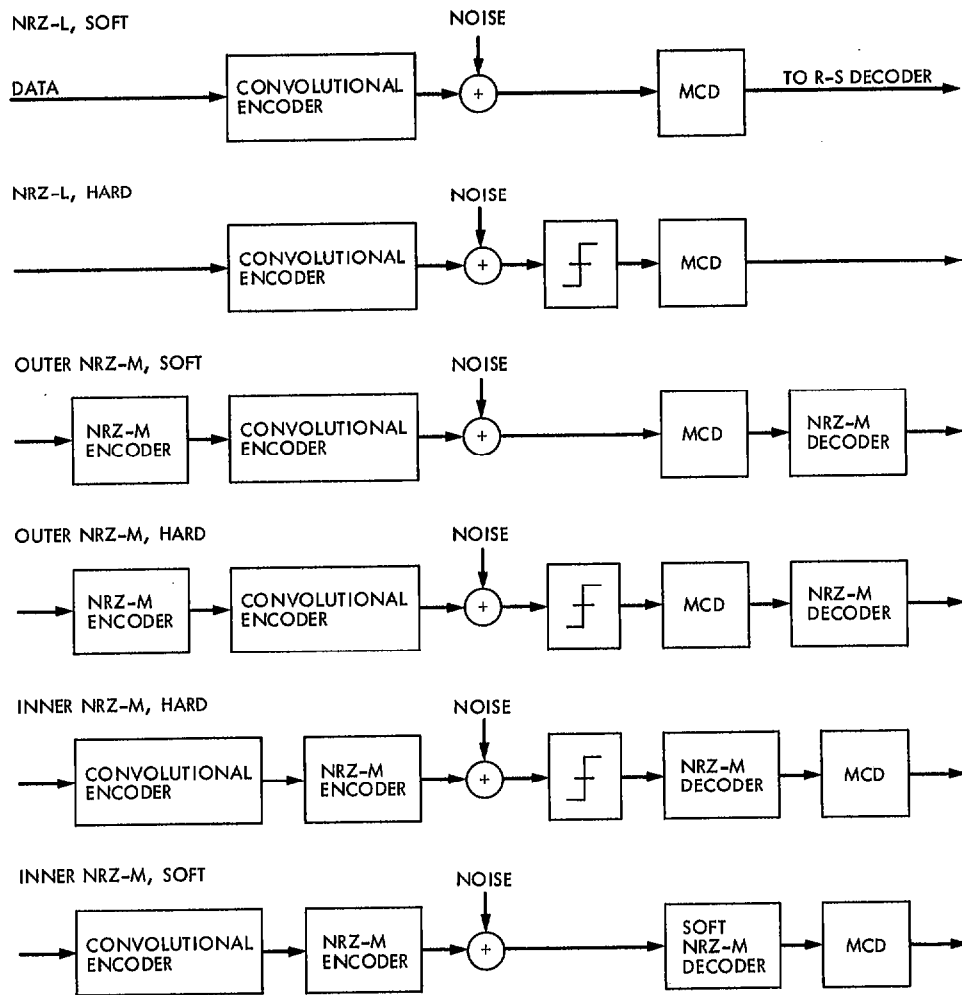 NRZ-L, SOFT
NOISE
DATA
CONVOLUTIONAL
ENCODER
+
MCD
TO R-S DECODER
NRZ-L, HARD
NOISE
CONVOLUTIONAL
ENCODER
+
MCD
OUTER NRZ-M, SOFT
NOISE
NRZ-M
ENCODER
CONVOLUTIONAL
ENCODER
+
MCD
NRZ-M
DECODER
OUTER NRZ-M, HARD
NOISE
NRZ-M
ENCODER
CONVOLUTIONAL
ENCODER
+
MCD
NRZ-M
DECODER
INNER NRZ-M, HARD
NOISE
CONVOLUTIONAL
ENCODER
NRZ-M
ENCODER
+
NRZ-M
DECODER
MCD
INNER NRZ-M, SOFT
NOISE
CONVOLUTIONAL
ENCODER
NRZ-M
ENCODER
+
SOFT
NRZ-M
DECODER
MCD